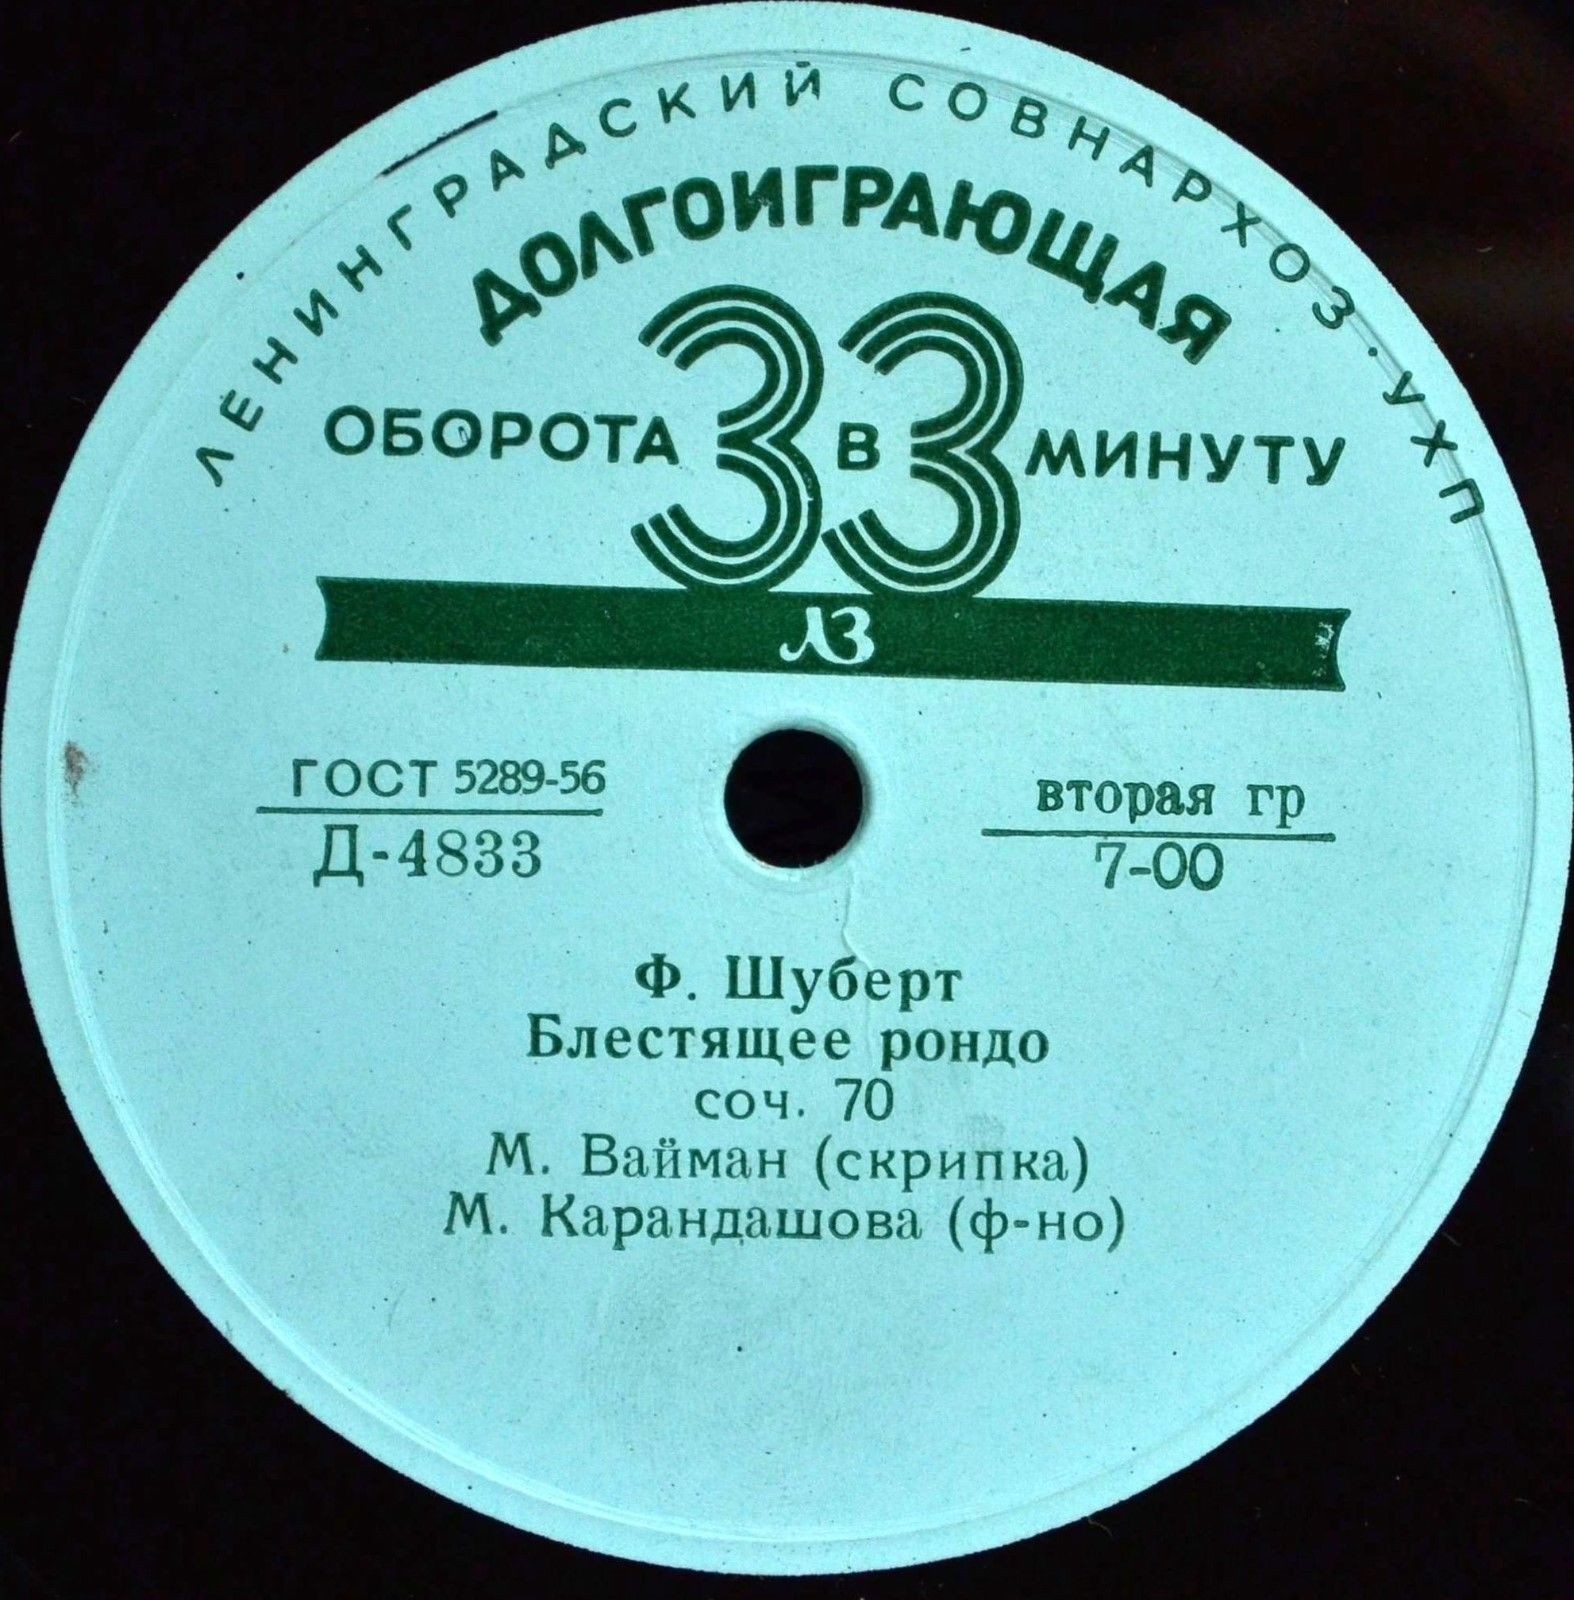 ЛЕНИНГРАДСКИЙ СОВНАРХОЗ. УХП
ДОЛГОИГРАЮЩАЯ
ОБОРОТА 33 В МИНУТУ
ЛЗ
ГОСТ 5289-56
Д-4833
вторая гр
7-00
Ф. Шуберт
Блестящее рондо
соч. 70
М. Вайман (скрипка)
М. Карандашова (ф-но)